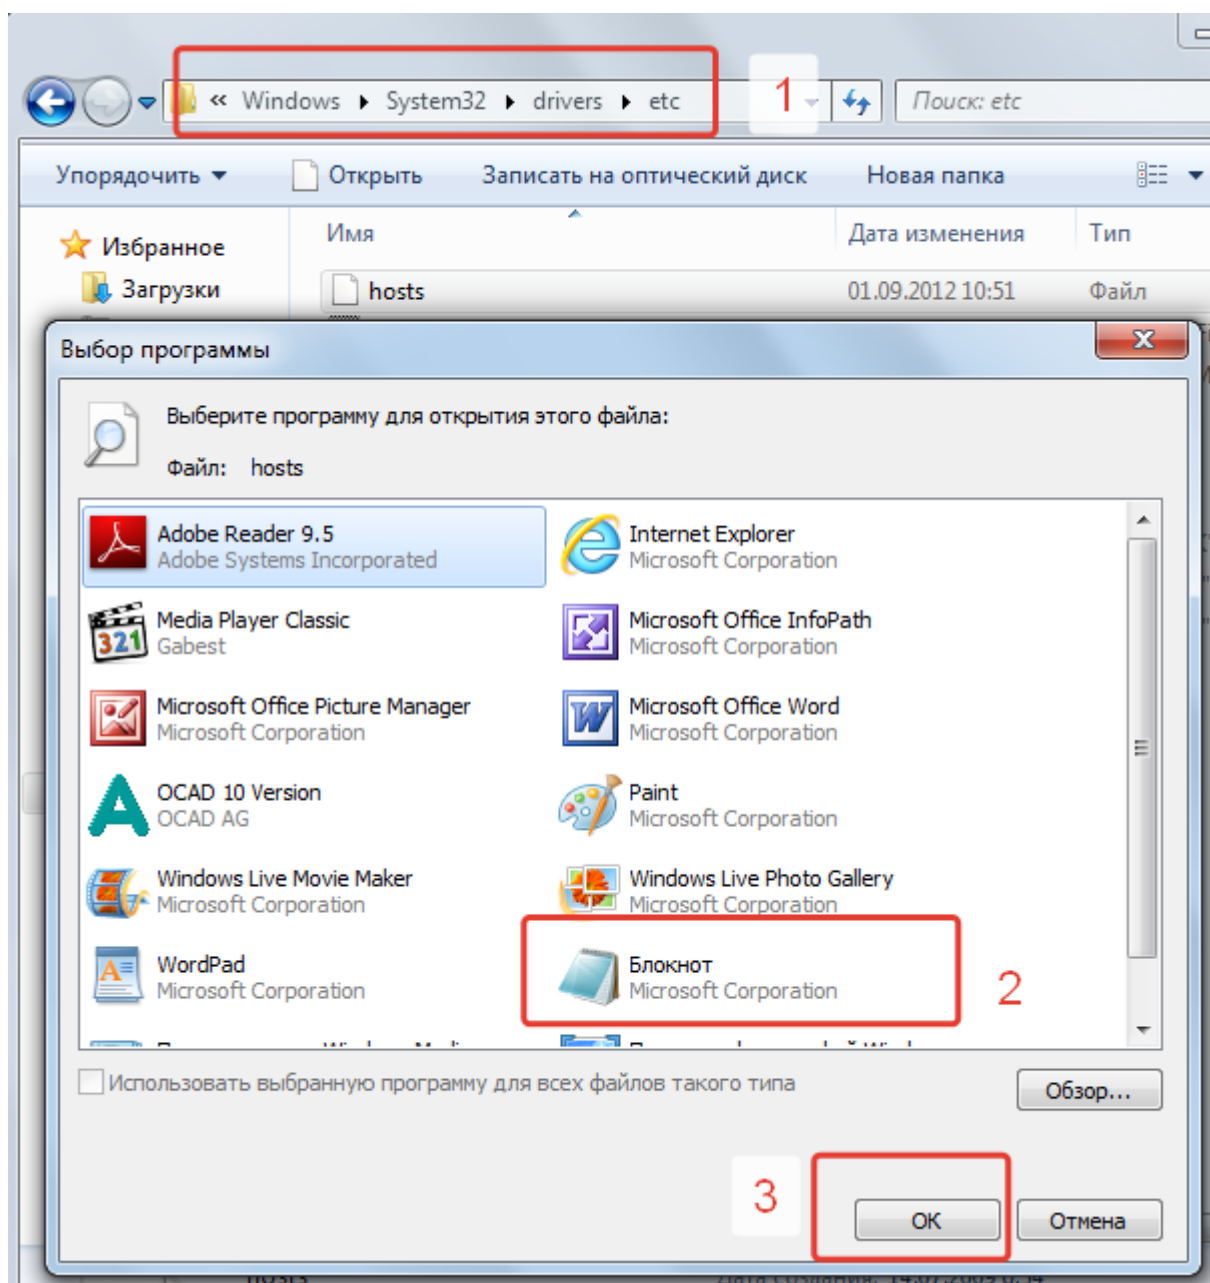 « Windows ▸ System32 ▸ drivers ▸ etc
1
Поиск: etc
Упорядочить
Открыть
Записать на оптический диск
Новая папка
Избранное
Имя
Дата изменения
Тип
Загрузки
hosts
01.09.2012 10:51
Файл
Выбор программы
Выберите программу для открытия этого файла:
Файл: hosts
Adobe Reader 9.5
Adobe Systems Incorporated
Internet Explorer
Microsoft Corporation
Media Player Classic
Gabest
Microsoft Office InfoPath
Microsoft Corporation
Microsoft Office Picture Manager
Microsoft Corporation
Microsoft Office Word
Microsoft Corporation
OCAD 10 Version
OCAD AG
Paint
Microsoft Corporation
Windows Live Movie Maker
Microsoft Corporation
Windows Live Photo Gallery
Microsoft Corporation
WordPad
Microsoft Corporation
Блокнот
Microsoft Corporation
2
Использовать выбранную программу для всех файлов такого типа
Обзор...
3
ОК
Отмена